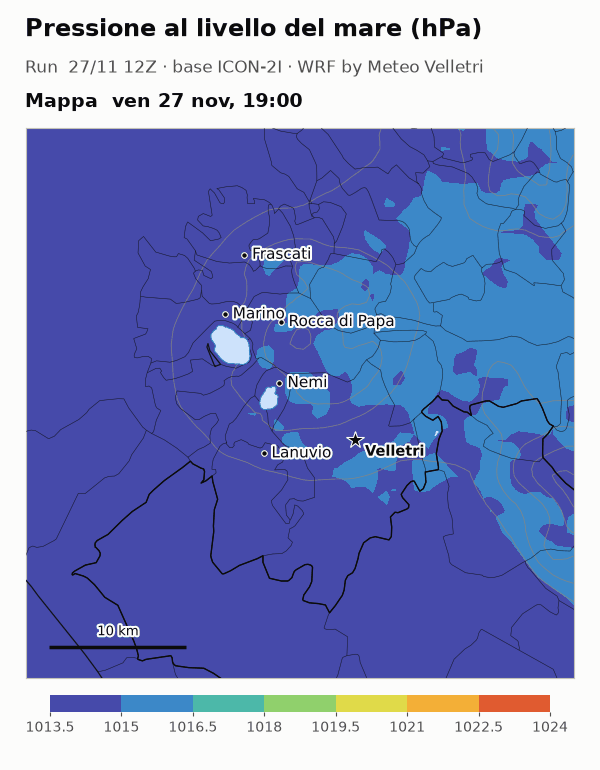 Pressione al livello del mare (hPa)
Run  27/11 12Z · base ICON-2I · WRF by Meteo Velletri
Mappa  ven 27 nov, 19:00
Frascati
Marino
Rocca di Papa
Nemi
Velletri
Lanuvio
10 km
1013.5 1015 1016.5 1018 1019.5 1021 1022.5 1024